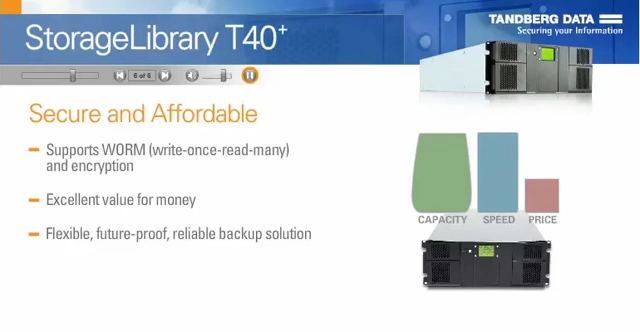 StorageLibrary T40+
TANDBERG DATA
Securing your Information
6 of 6
Secure and Affordable
Supports WORM (write-once-read-many)
and encryption
Excellent value for money
Flexible, future-proof, reliable backup solution
CAPACITY SPEED PRICE